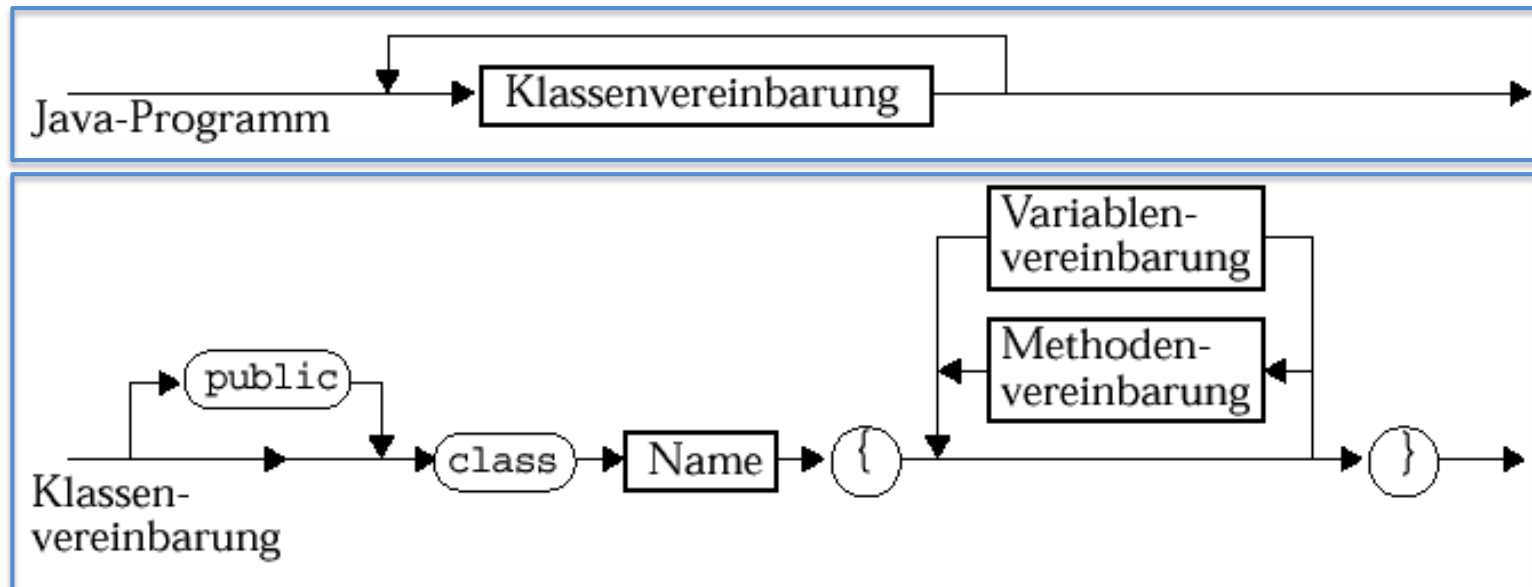 Klassenvereinbarung
Java-Programm
Variablen-
vereinbarung
Methoden-
vereinbarung
public
class Name { }
Klassen-
vereinbarung